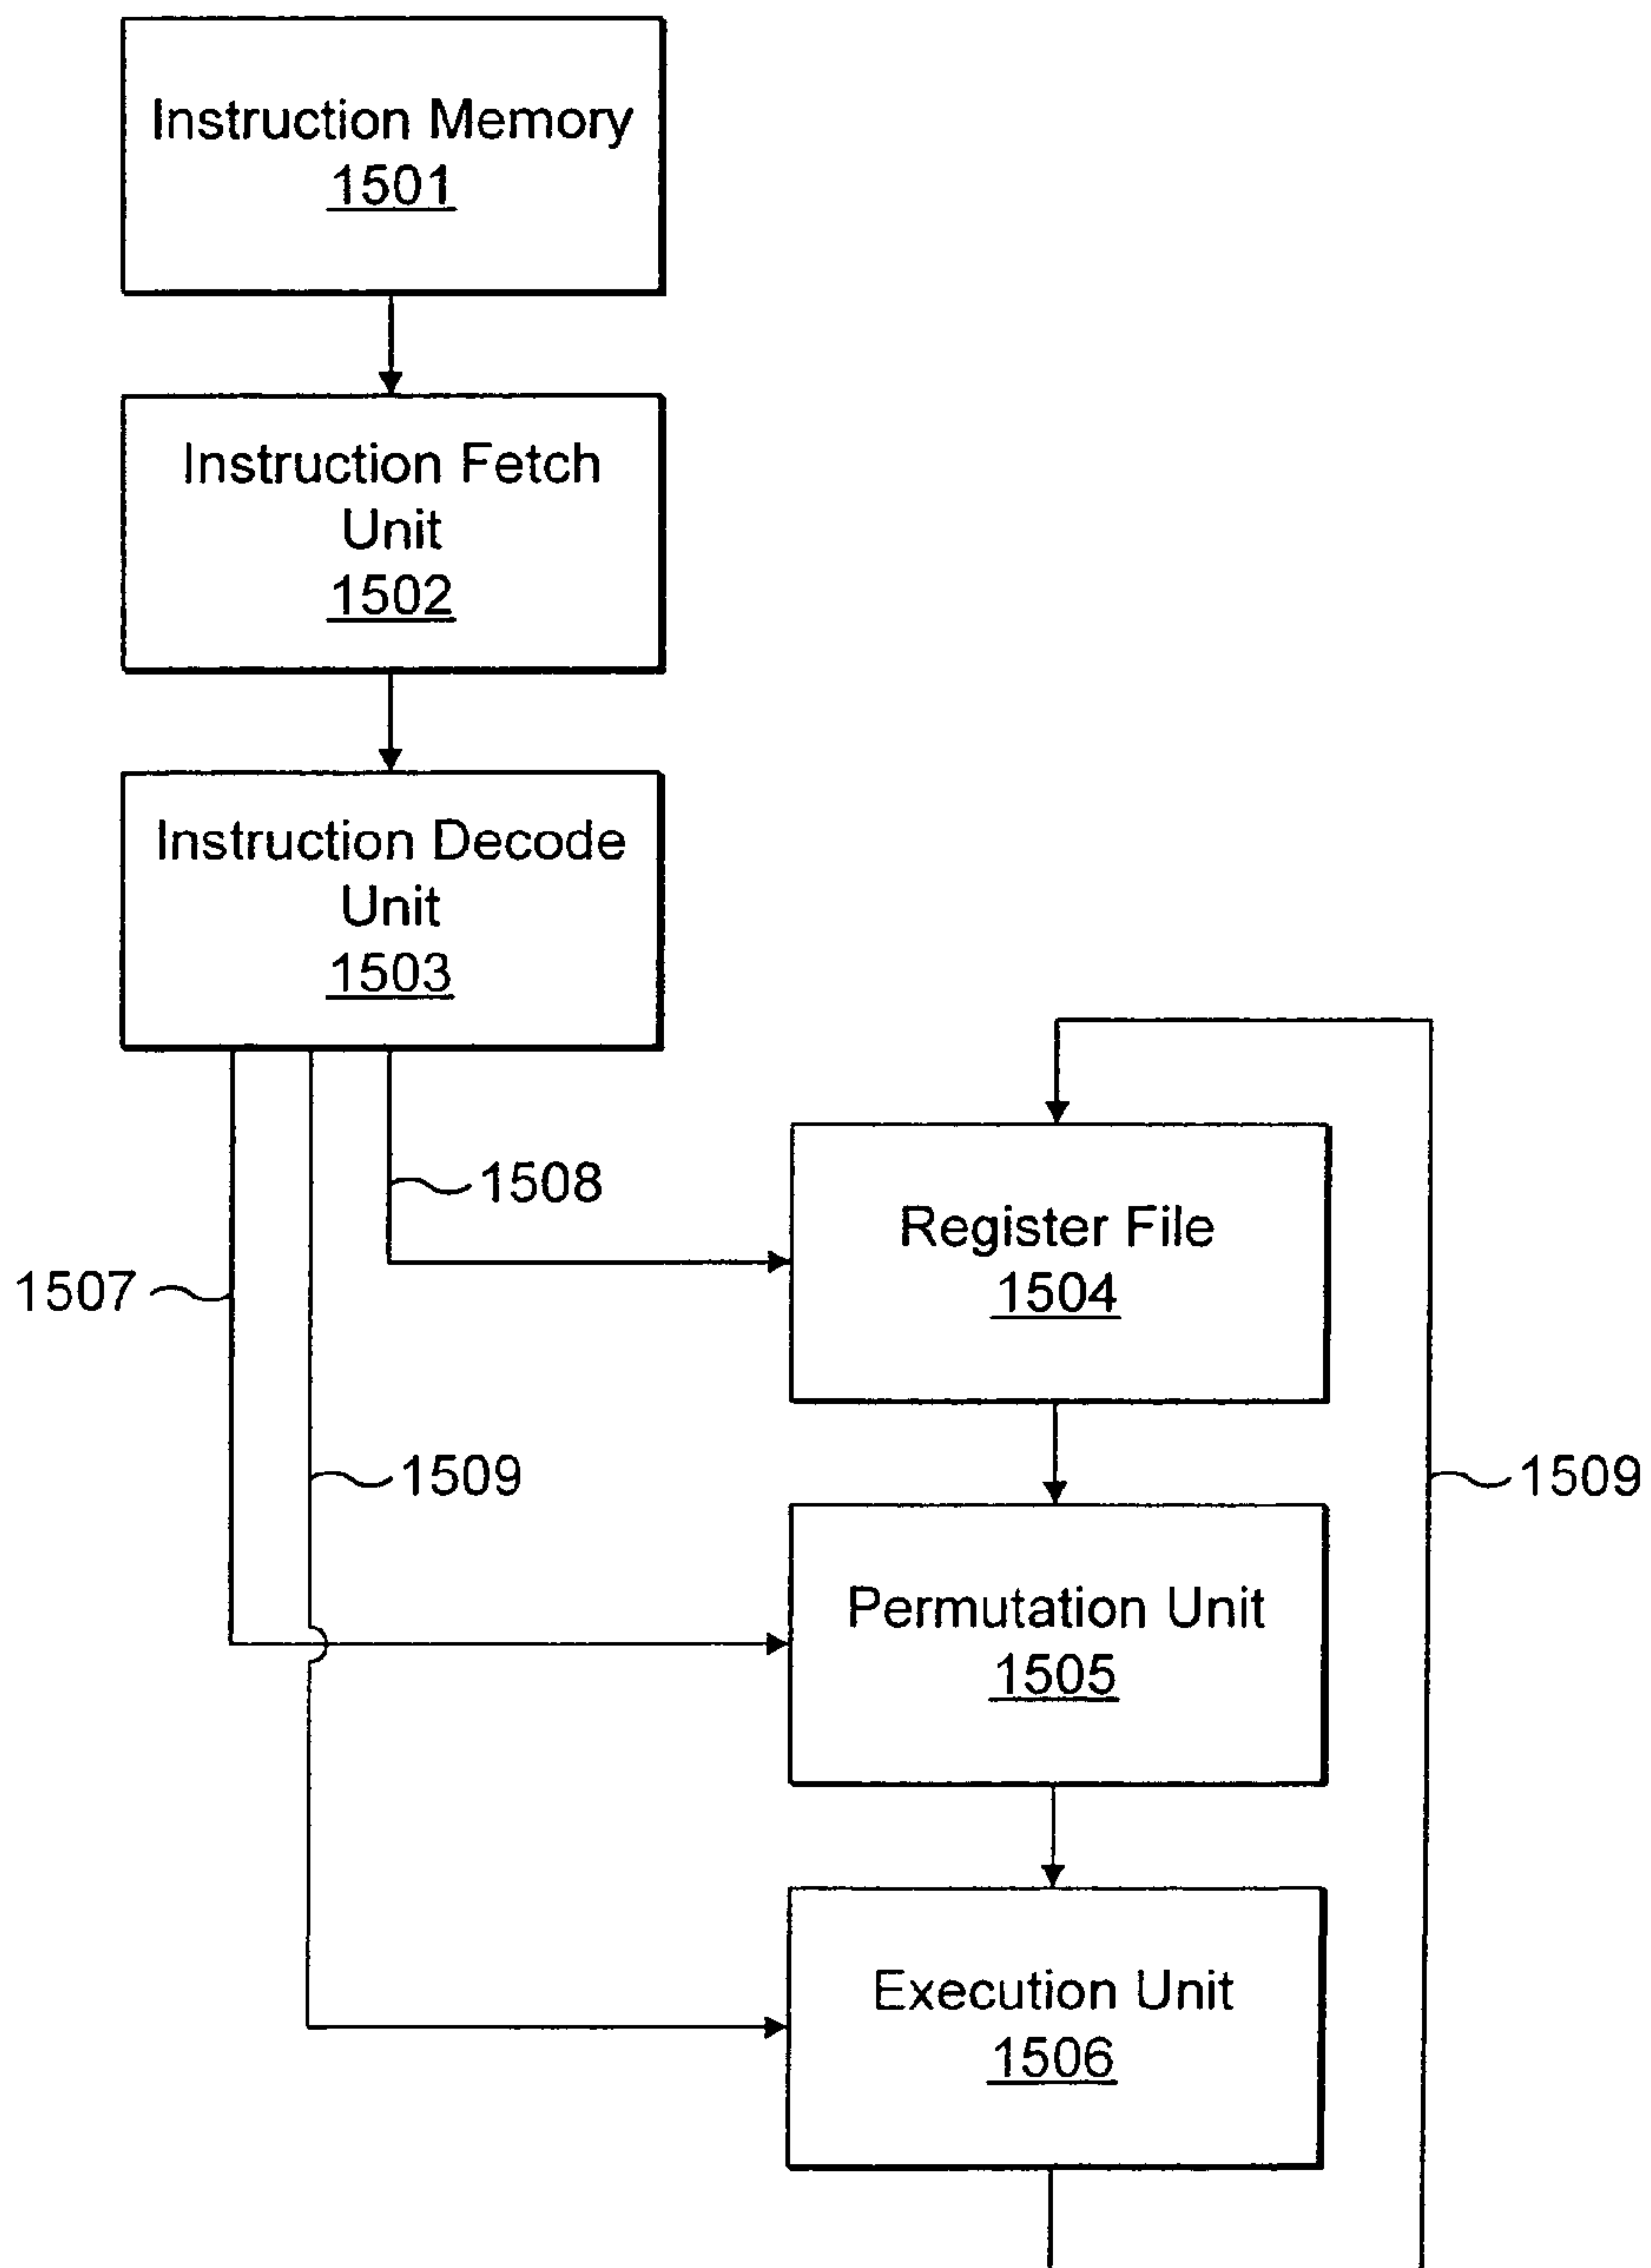 Instruction Memory
1501
Instruction Fetch
Unit
1502
Instruction Decode
Unit
1503
1508
Register File
1504
1507
1509
1509
Permutation Unit
1505
Execution Unit
1506